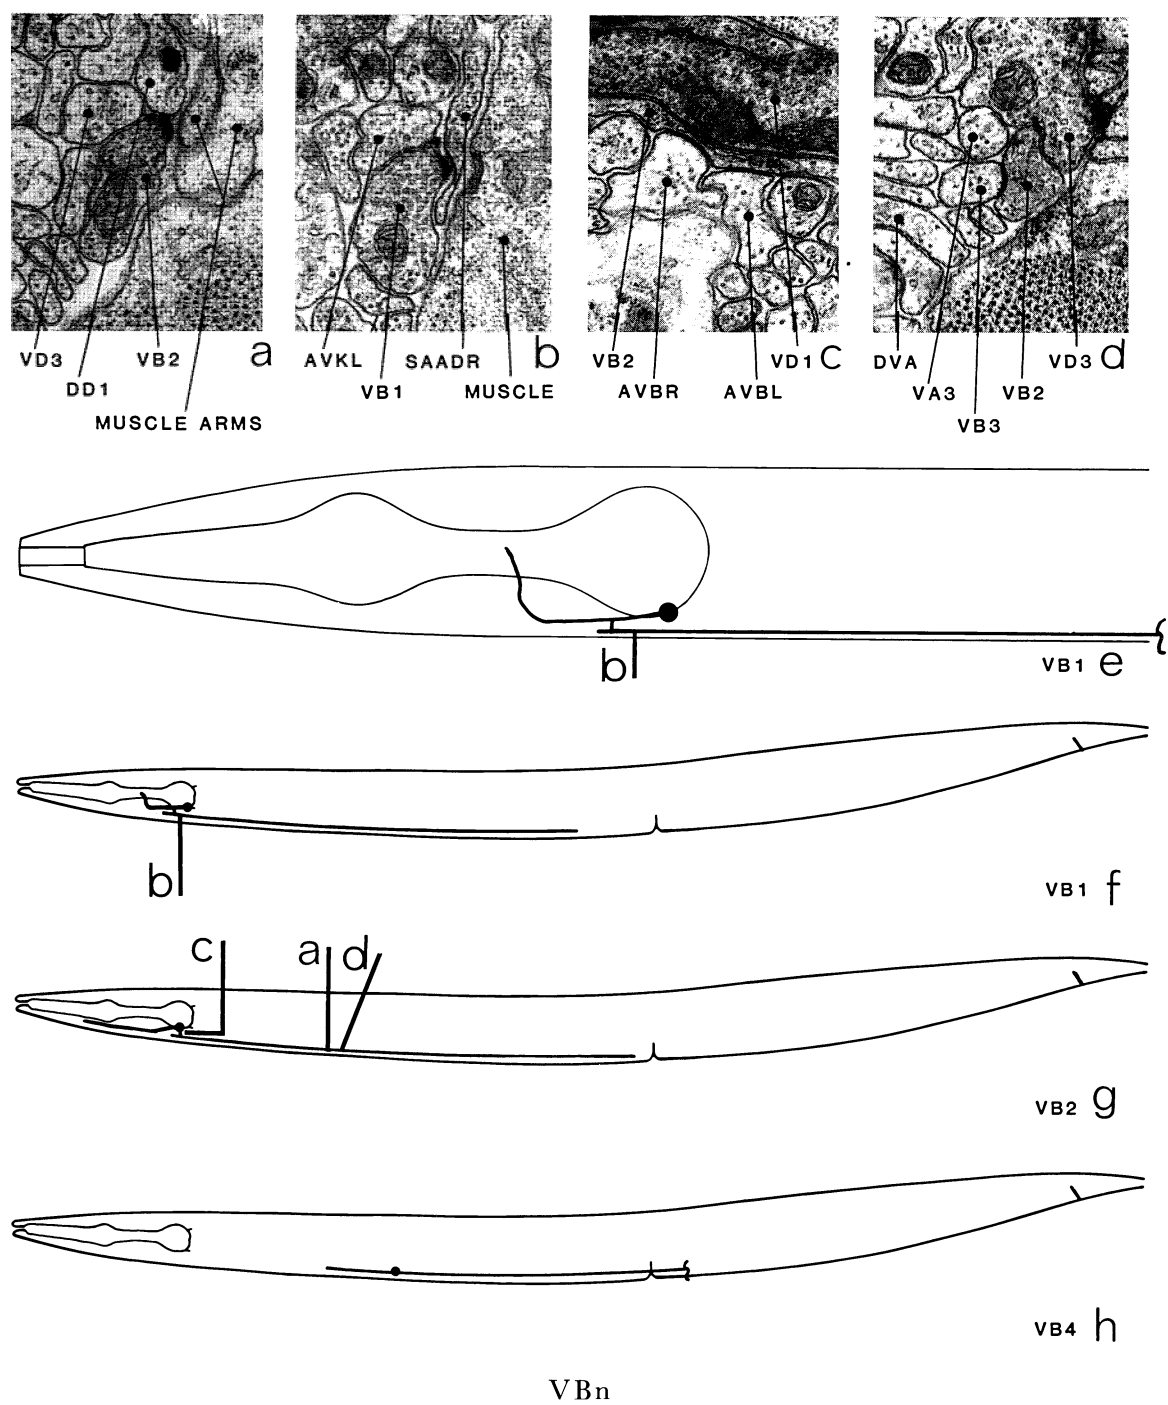 VD3 VB2 a
DD1
MUSCLE ARMS
AVKL SAADR b
VB1 MUSCLE
VB2 VD1 c
AVBR AVBL
DVA VD3 d
VA3 VB2
VB3
b
VB1 e
b
VB1 f
c a d
VB2 g
VB4 h
VBn